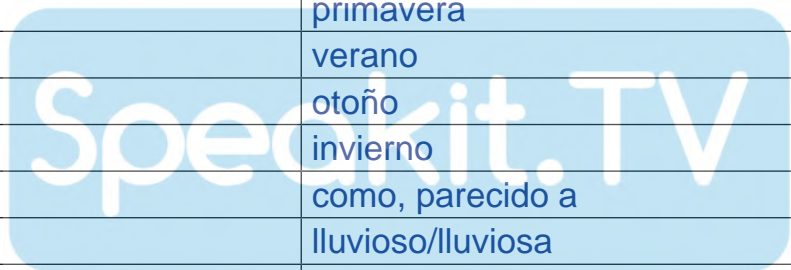 primavera
verano
otoño
invierno
como, parecido a
lluvioso/lluviosa
Speakit.TV